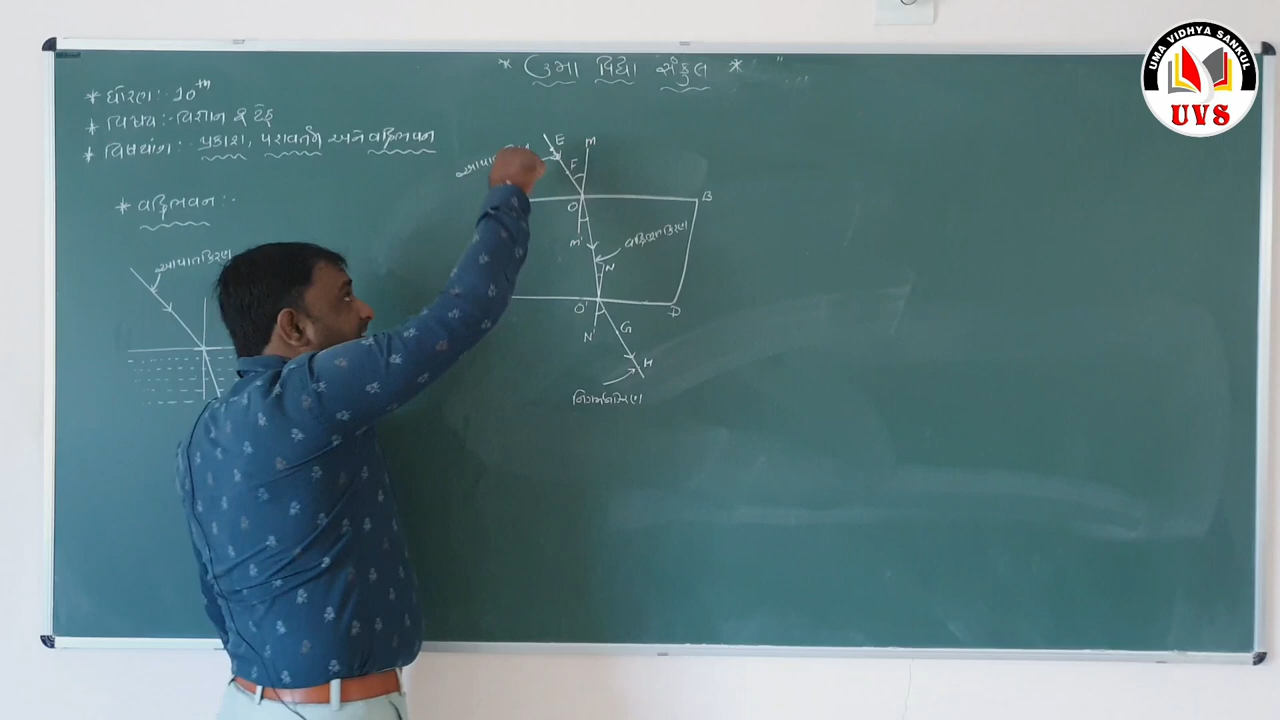 * ઉમા વિદ્યા સંકુલ *
* ધોરણ :- 10th
* વિષય :- વિજ્ઞાન & ટેક
* વિષયાંગ :- પ્રકાશ, પરાવર્તન અને વક્રીભવન
* વક્રીભવન :-
આપાતકિરણ
E
M
F
B
O
M'
વક્રીભૂતકિરણ
N
O'
D
N'
G
H
નિર્ગમનકિરણ
UMA VIDHYA SANKUL
UVS